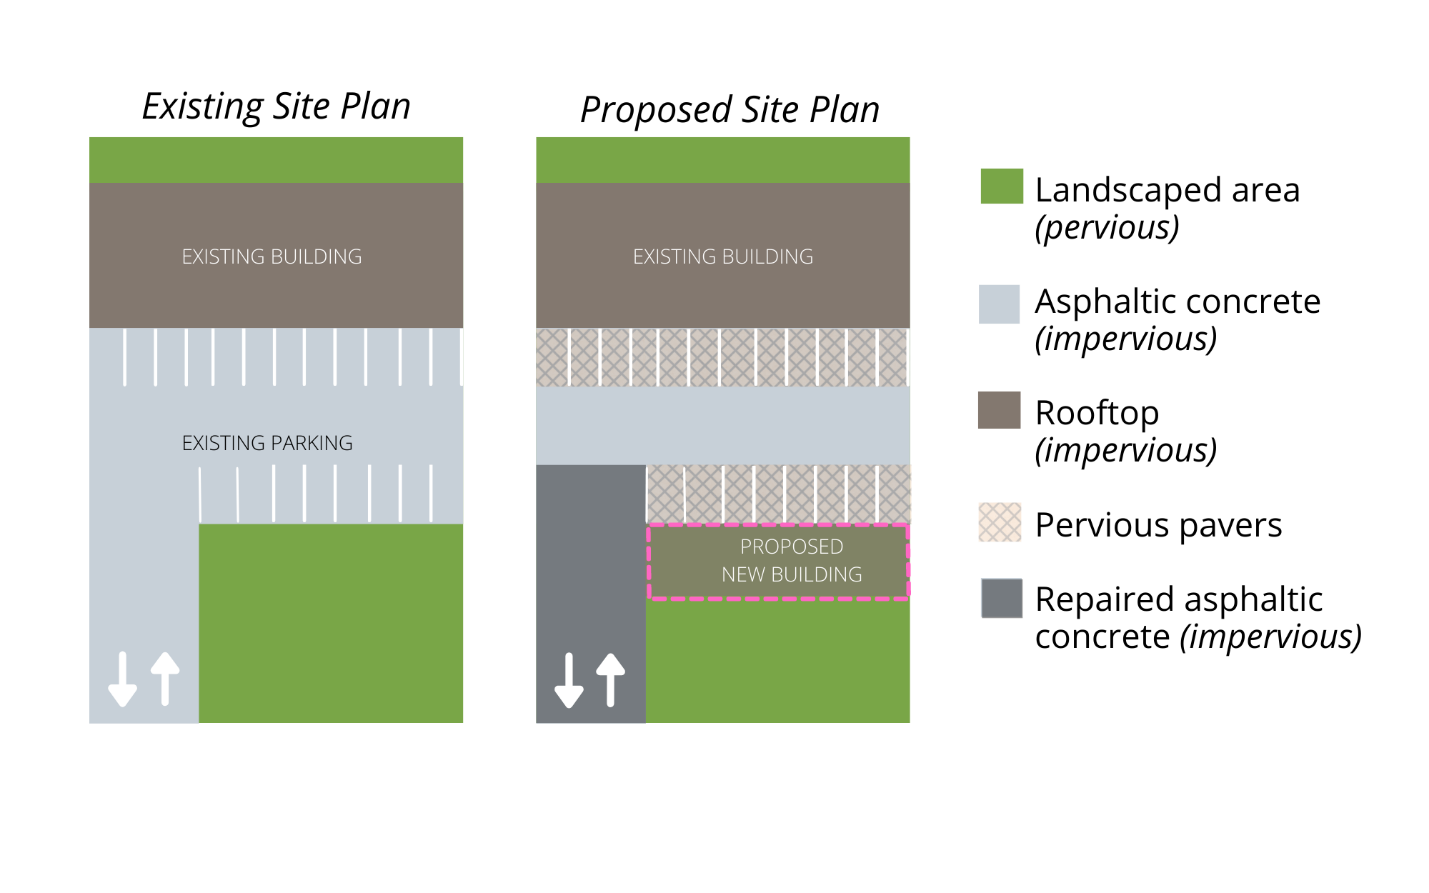 Existing Site Plan
Proposed Site Plan
EXISTING BUILDING
EXISTING PARKING
EXISTING BUILDING
PROPOSED
NEW BUILDING
Landscaped area
(pervious)
Asphaltic concrete
(impervious)
Rooftop
(impervious)
Pervious pavers
Repaired asphaltic
concrete (impervious)